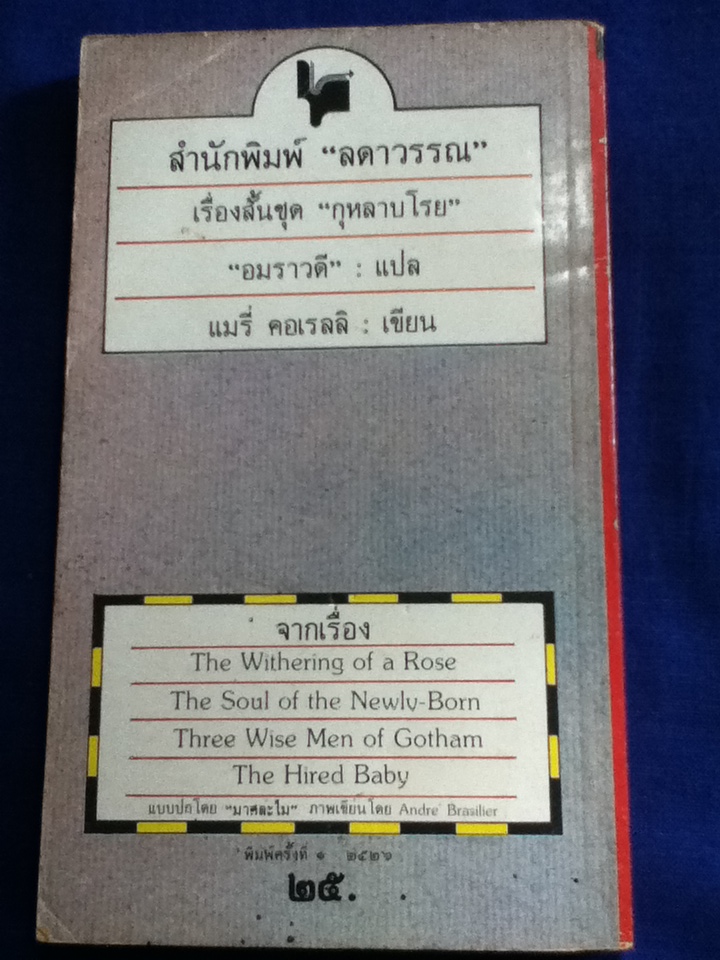 สำนักพิมพ์ “ลดาวรรณ”
เรื่องสั้นชุด “กุหลาบโรย”
“อมราวดี” : แปล
แมรี่ คอเรลลิ : เขียน
จากเรื่อง
The Withering of a Rose
The Soul of the Newly-Born
Three Wise Men of Gotham
The Hired Baby
แบบปกโดย “มาศละไม” ภาพเขียนโดย Andre' Brasilier
พิมพ์ครั้งที่ ๑
๒๕.